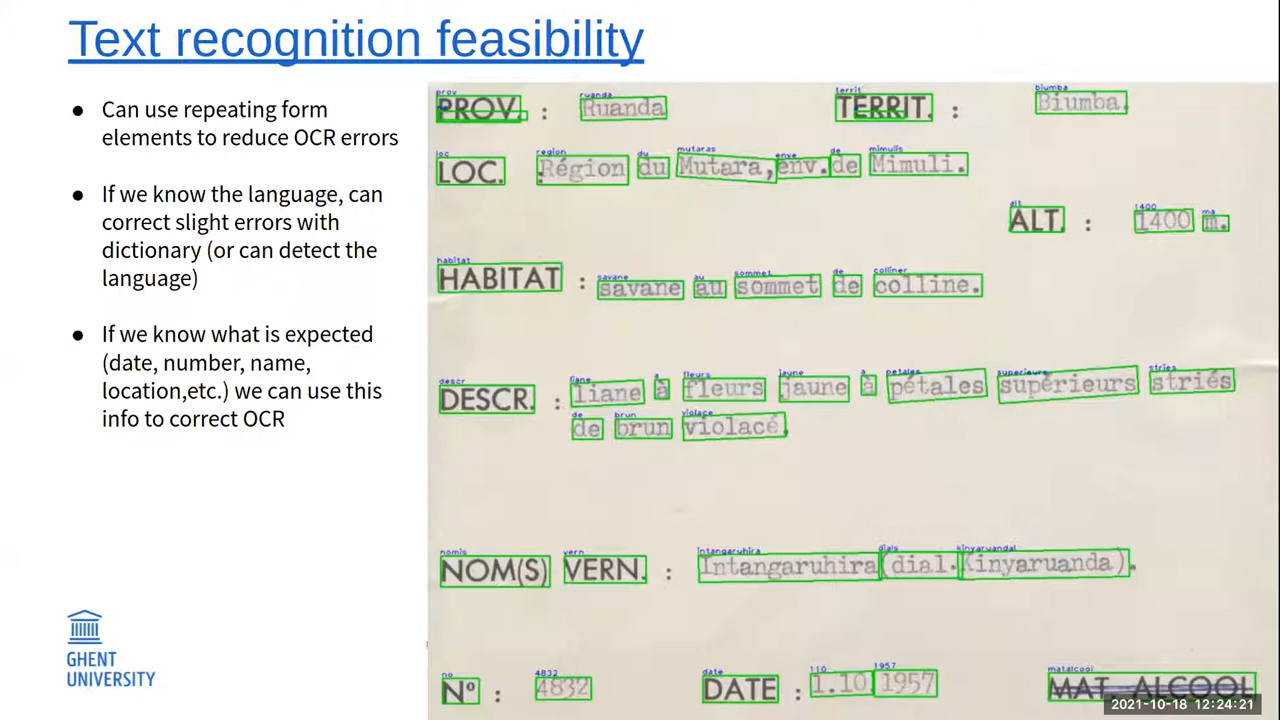 Text recognition feasibility
● Can use repeating form
elements to reduce OCR errors
● If we know the language, can
correct slight errors with
dictionary (or can detect the
language)
● If we know what is expected
(date, number, name,
location,etc.) we can use this
info to correct OCR
GHENT
UNIVERSITY
prov ruanda territ biumba
PROV. : Ruanda TERRIT. : Biumba.
loc region du mutaras enve de mimulis
LOC. : Région du Mutara, env. de Mimuli.
alt 1400 ma
ALT. : 1400 m.
habitat savane au sommet de colliner
HABITAT : savane au sommet de colline.
descr liane a fleurs jaune a petales superieurs stries
DESCR. : liane à fleurs jaune à pétales supérieurs striés
de brun violace
de brun violacé.
nomis vern intangaruhira dials kinyaruandal
NOM(S) VERN. : Intangaruhira (dial. Kinyaruanda).
no 4832 date 110 1957 matalcool
Nº : 4832 DATE : 1.10.1957 MAT. ALCOOL
2021-10-18 12:24:21